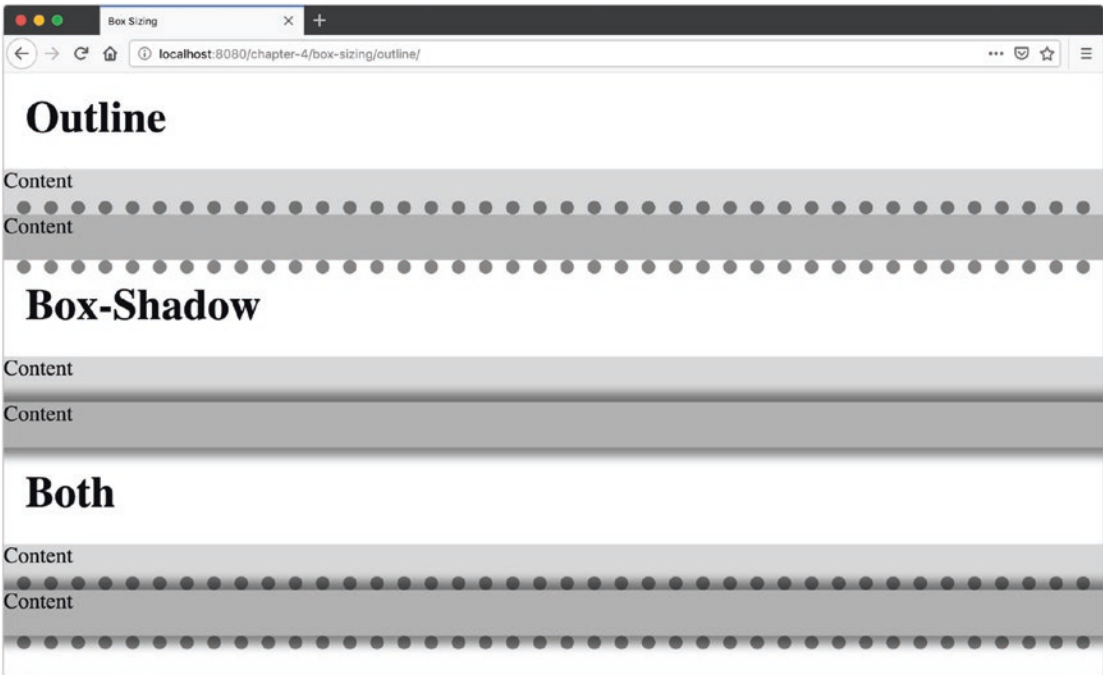 Box Sizing
localhost:8080/chapter-4/box-sizing/outline/
Outline
Content
Content
Box-Shadow
Content
Content
Both
Content
Content